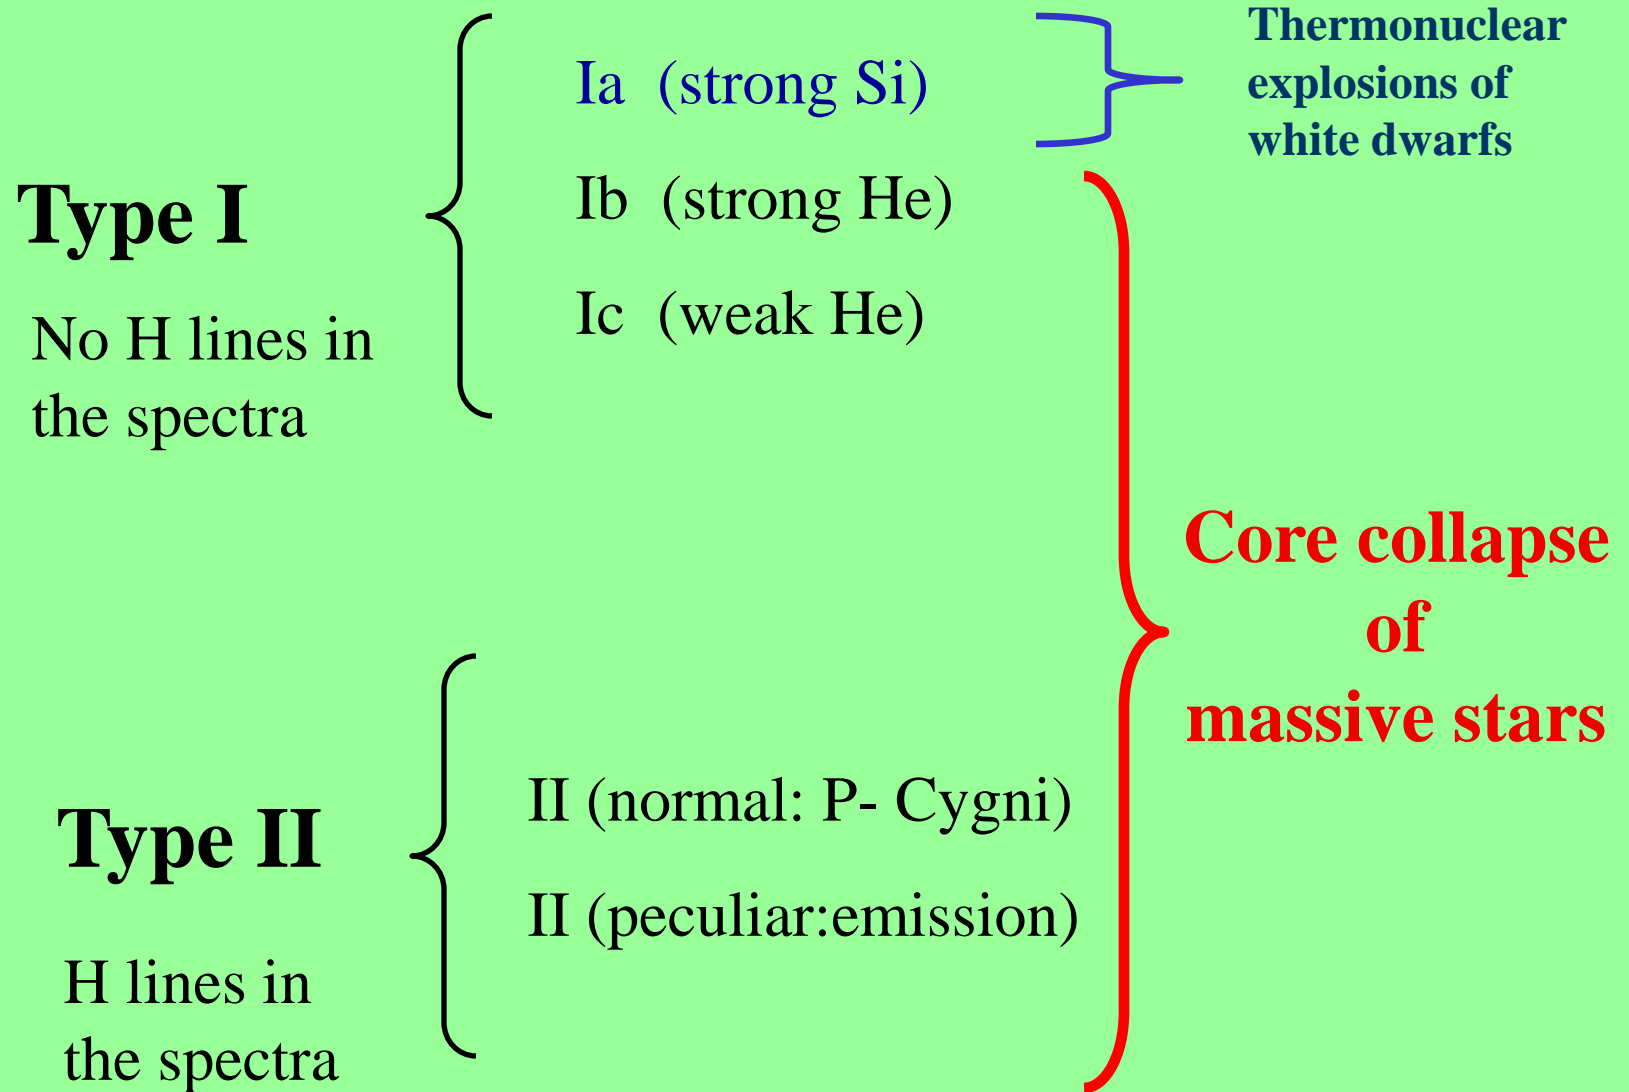 Type I
No H lines in
the spectra
Ia (strong Si)
Ib (strong He)
Ic (weak He)
Thermonuclear
explosions of
white dwarfs
Type II
H lines in
the spectra
II (normal: P- Cygni)
II (peculiar:emission)
Core collapse
of
massive stars